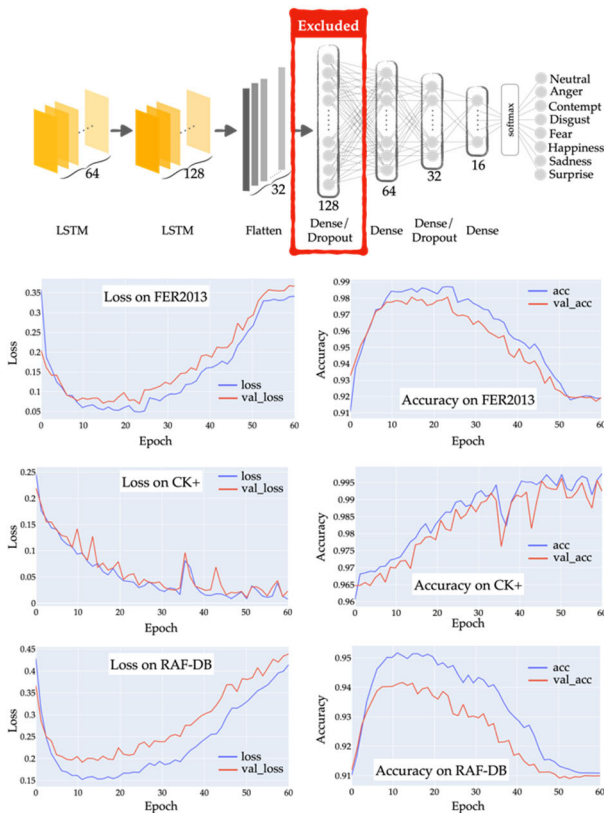 Excluded
Neutral
Anger
Contempt
Disgust
Fear
Happiness
Sadness
Surprise
softmax
64
128
32
128
64
32
16
LSTM
LSTM
Flatten
Dense/
Dropout
Dense
Dense/
Dropout
Dense
Loss on FER2013
Loss
0.35
0.3
0.25
0.2
0.15
0.1
0.05
loss
val_loss
0 10 20 30 40 50 60
Epoch
Accuracy on FER2013
Accuracy
0.99
0.98
0.97
0.96
0.95
0.94
0.93
0.92
0.91
acc
val_acc
0 10 20 30 40 50 60
Epoch
Loss on CK+
Loss
0.25
0.2
0.15
0.1
0.05
0
loss
val_loss
0 10 20 30 40 50 60
Epoch
Accuracy on CK+
Accuracy
0.995
0.99
0.985
0.98
0.975
0.97
0.965
0.96
acc
val_acc
0 10 20 30 40 50 60
Epoch
Loss on RAF-DB
Loss
0.45
0.4
0.35
0.3
0.25
0.2
0.15
loss
val_loss
0 10 20 30 40 50 60
Epoch
Accuracy on RAF-DB
Accuracy
0.95
0.94
0.93
0.92
0.91
acc
val_acc
0 10 20 30 40 50 60
Epoch